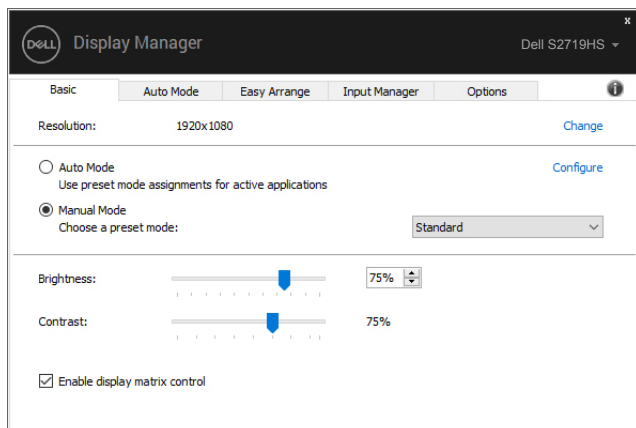 x
DELL Display Manager Dell S2719HS
Basic Auto Mode Easy Arrange Input Manager Options i
Resolution: 1920x1080 Change
Auto Mode Configure
Use preset mode assignments for active applications
Manual Mode
Choose a preset mode: Standard
Brightness: 75%
Contrast: 75%
Enable display matrix control